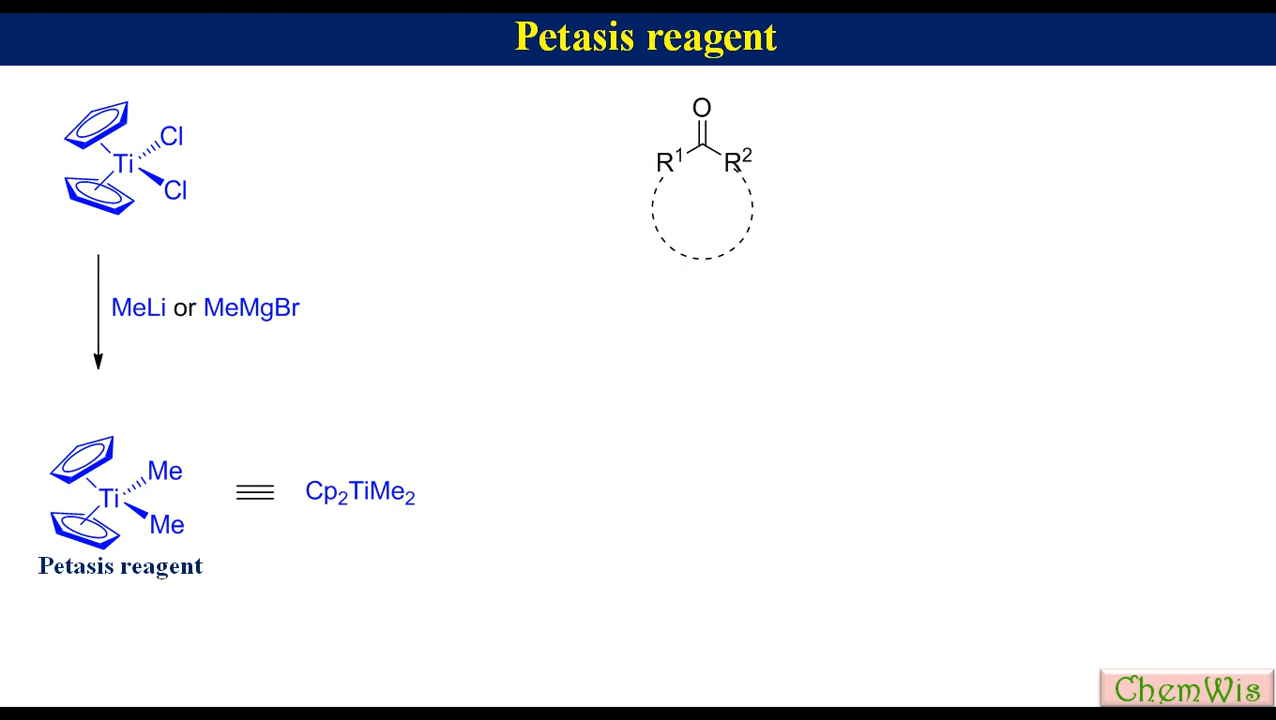 Petasis reagent
Cl
Ti
Cl
O
R1 R2
MeLi or MeMgBr
Me
Ti
Me
Cp2TiMe2
Petasis reagent
ChemWis